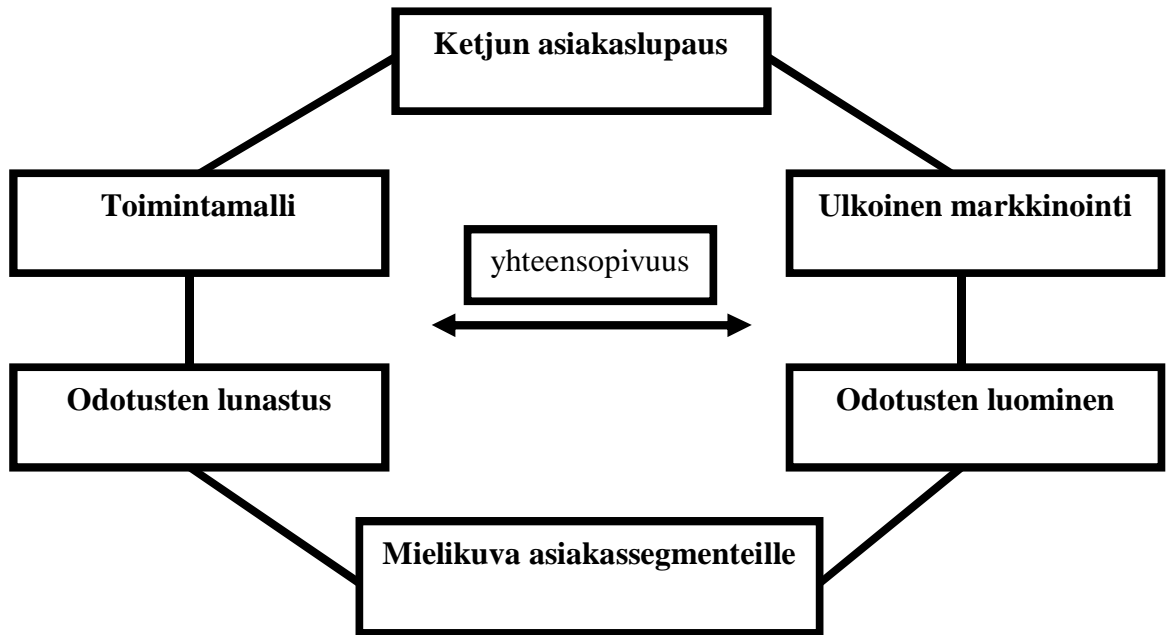 Ketjun asiakaslupaus
Toimintamalli
Ulkoinen markkinointi
yhteensopivuus
Odotusten lunastus
Odotusten luominen
Mielikuva asiakassegmenteille